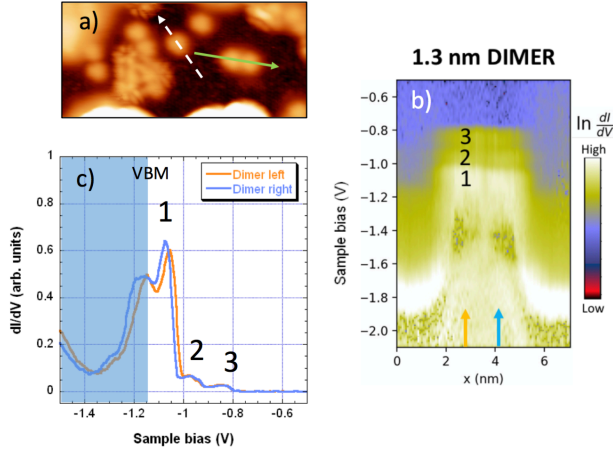 a)
1.3 nm DIMER
b)
ln dI/dV
High
Low
3
2
1
Sample bias (V)
-0.6
-0.8
-1.0
-1.2
-1.4
-1.6
-1.8
-2.0
0
2
4
6
x (nm)
c)
VBM
Dimer left
Dimer right
1
2
3
dI/dV (arb. units)
1
0.8
0.6
0.4
0.2
0
-1.4
-1.2
-1
-0.8
-0.6
Sample bias (V)